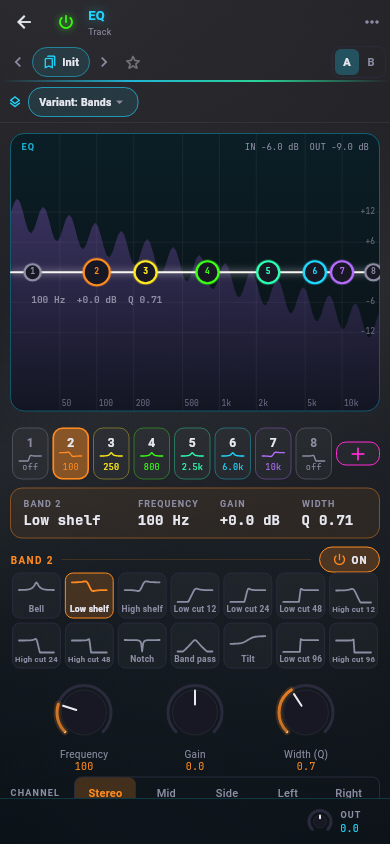 EQ
Track
Init
A
B
Variant: Bands
EQ
IN -6.0 dB OUT -9.0 dB
+12
+6
1
2
3
4
5
6
7
8
100 Hz +0.0 dB Q 0.71
-6
-12
50
100
200
500
1k
2k
5k
10k
1
2
3
4
5
6
7
8
off
100
250
800
2.5k
6.0k
10k
off
BAND 2
FREQUENCY
GAIN
WIDTH
Low shelf
100 Hz
+0.0 dB
Q 0.71
BAND 2
ON
Bell
Low shelf
High shelf
Low cut 12
Low cut 24
Low cut 48
High cut 12
High cut 24
High cut 48
Notch
Band pass
Tilt
Low cut 96
High cut 96
Frequency
Gain
Width (Q)
100
0.0
0.7
CHANNEL
Stereo
Mid
Side
Left
Right
OUT
0.0